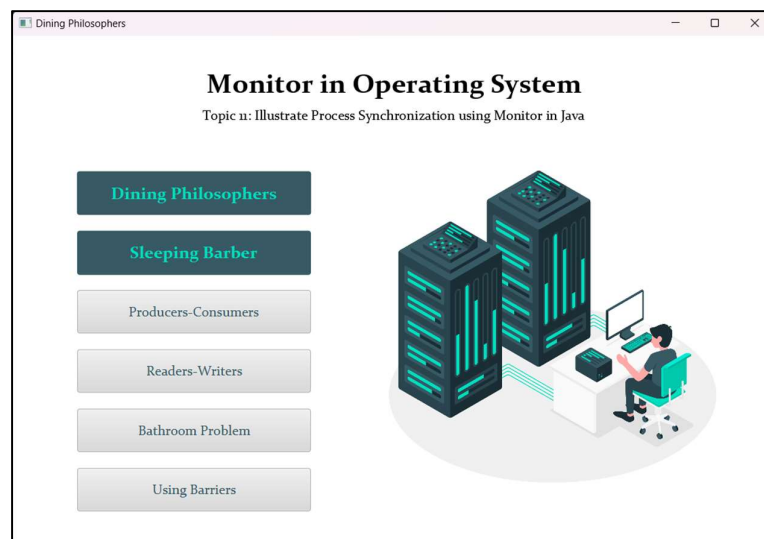 Dining Philosophers
Monitor in Operating System
Topic 11: Illustrate Process Synchronization using Monitor in Java
Dining Philosophers
Sleeping Barber
Producers-Consumers
Readers-Writers
Bathroom Problem
Using Barriers